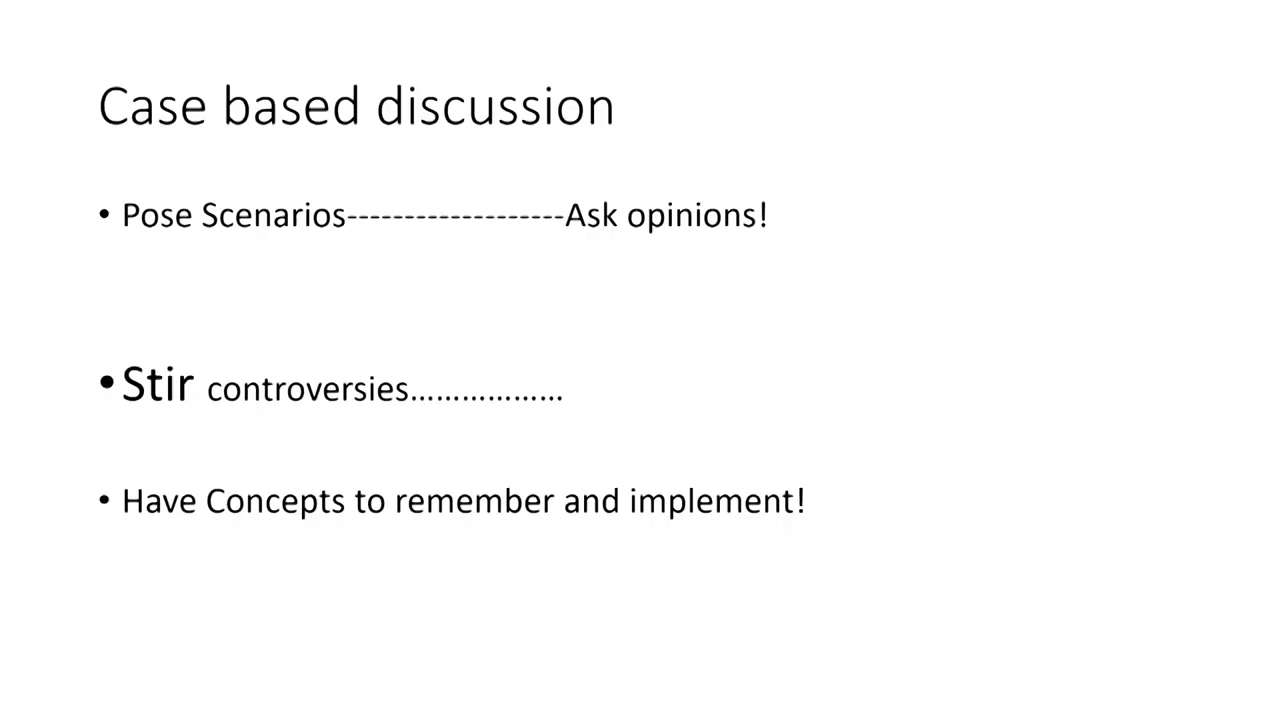 Case based discussion
• Pose Scenarios-------------------Ask opinions!
• Stir controversies………………
• Have Concepts to remember and implement!